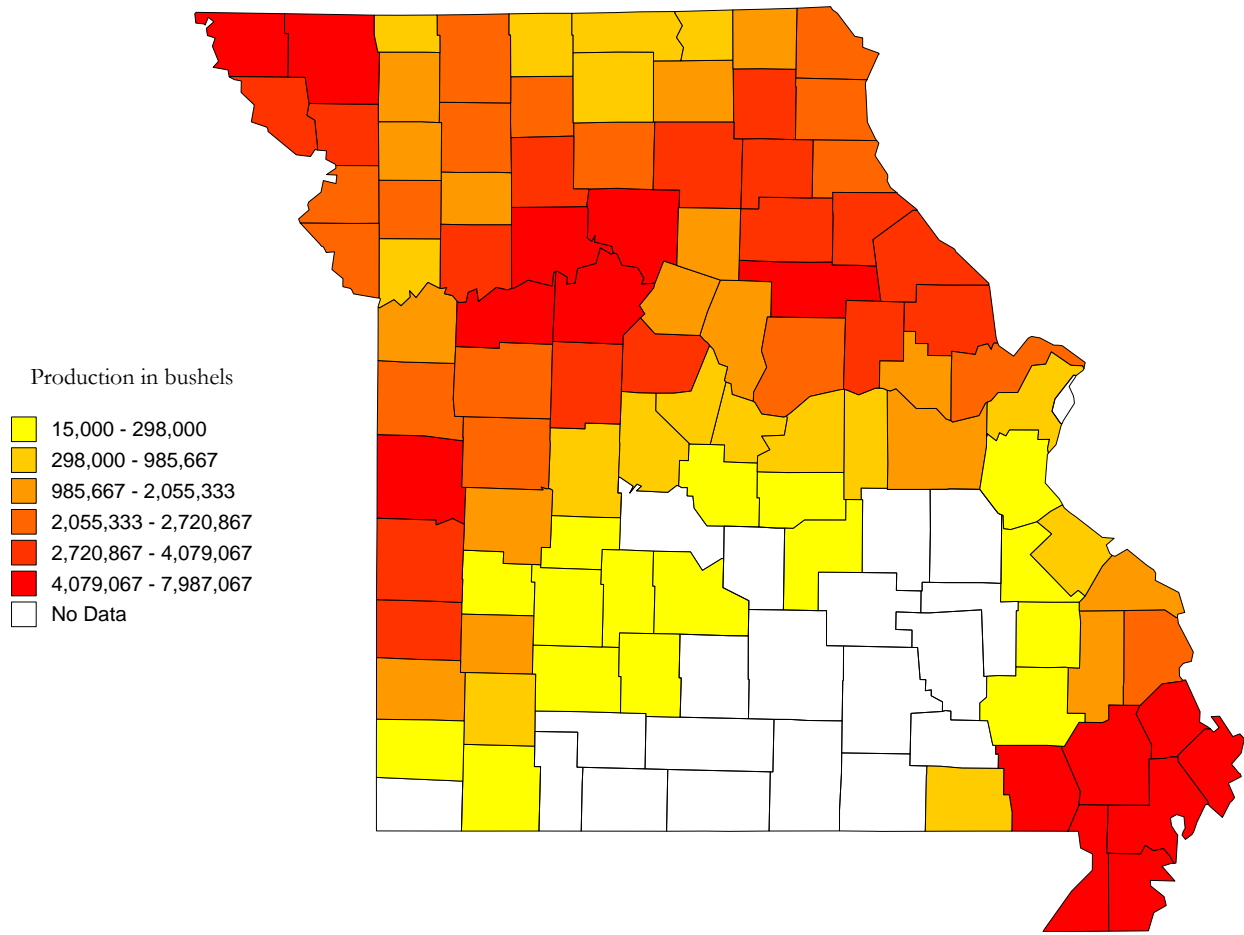 Production in bushels
15,000 - 298,000
298,000 - 985,667
985,667 - 2,055,333
2,055,333 - 2,720,867
2,720,867 - 4,079,067
4,079,067 - 7,987,067
No Data